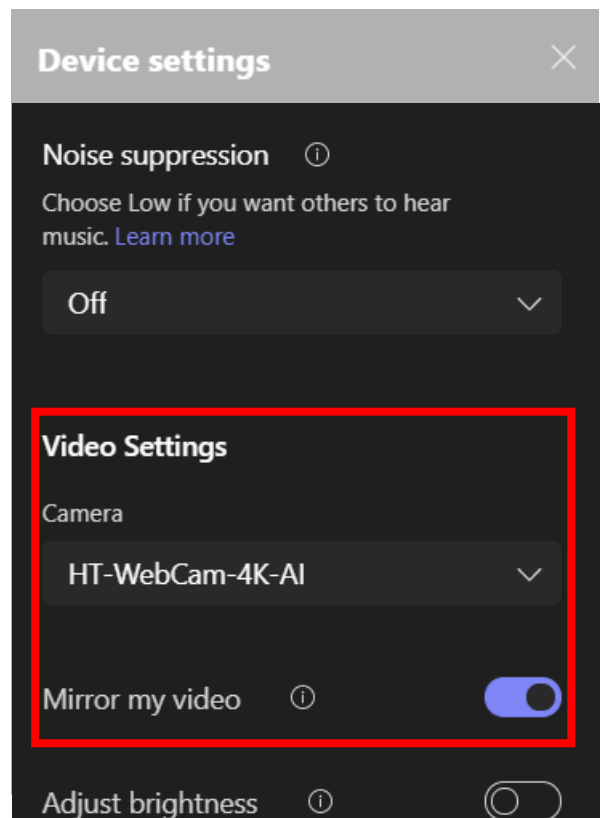 Device settings
Noise suppression
Choose Low if you want others to hear
music. Learn more
Off
Video Settings
Camera
HT-WebCam-4K-AI
Mirror my video
Adjust brightness